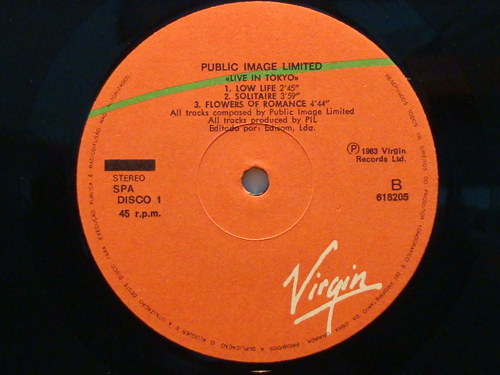 PUBLIC IMAGE LIMITED
«LIVE IN TOKYO»
1. LOW LIFE 2'45"
2. SOLITAIRE 3'59"
3. FLOWERS OF ROMANCE 4'44"
All tracks composed by Public Image Limited
All tracks produced by PIL
Editado por: Edisom, Lda.
STEREO
SPA
DISCO 1
45 r.p.m.
Ⓟ 1983 Virgin
Records Ltd.
B
618205
Virgin